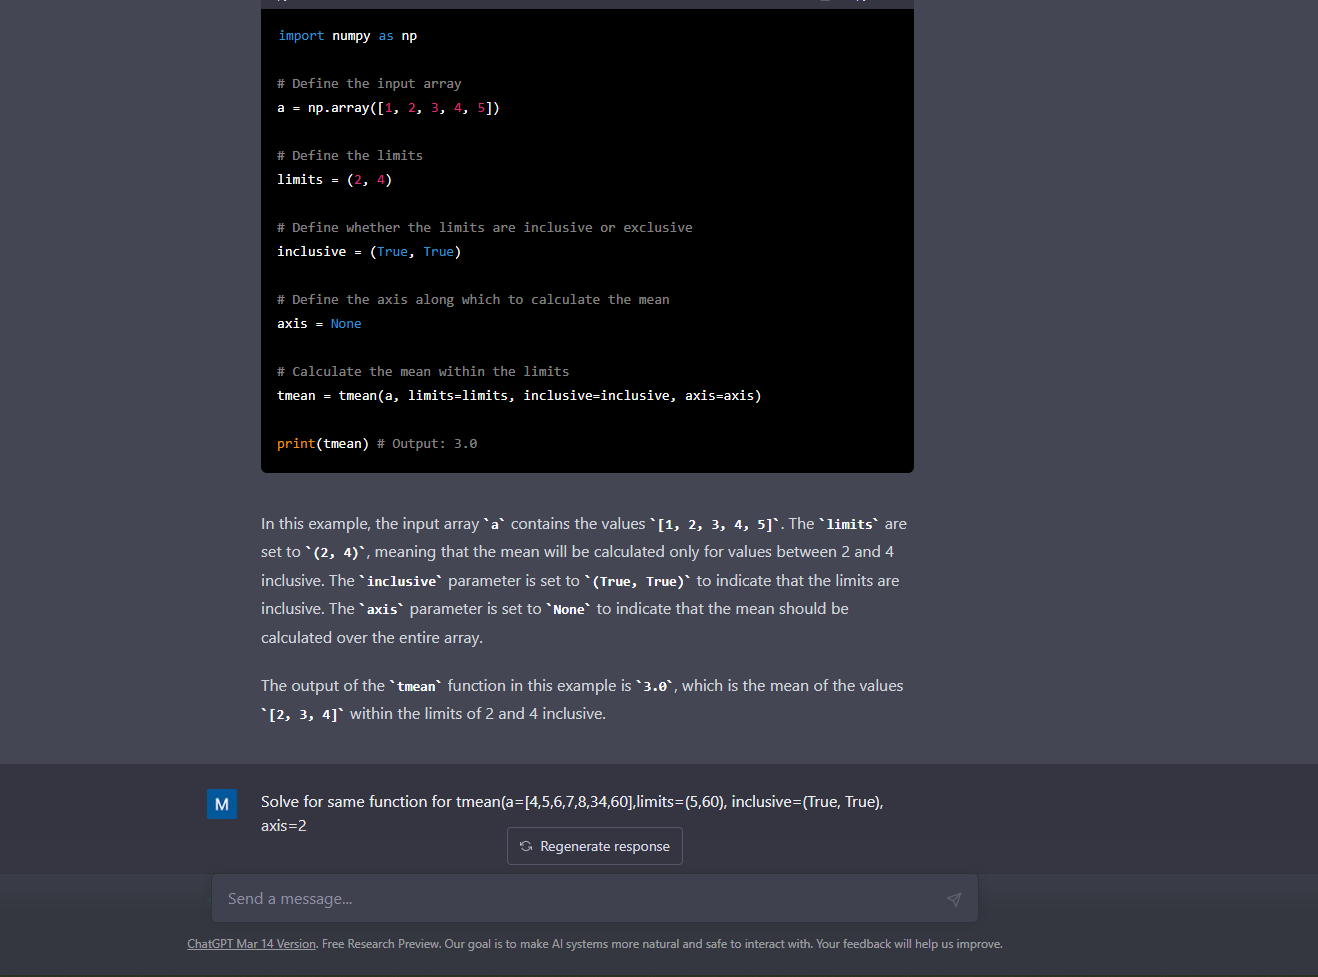 import numpy as np
# Define the input array
a = np.array([1, 2, 3, 4, 5])
# Define the limits
limits = (2, 4)
# Define whether the limits are inclusive or exclusive
inclusive = (True, True)
# Define the axis along which to calculate the mean
axis = None
# Calculate the mean within the limits
tmean = tmean(a, limits=limits, inclusive=inclusive, axis=axis)
print(tmean) # Output: 3.0
In this example, the input array `a` contains the values `[1, 2, 3, 4, 5]`. The `limits` are
set to `(2, 4)`, meaning that the mean will be calculated only for values between 2 and 4
inclusive. The `inclusive` parameter is set to `(True, True)` to indicate that the limits are
inclusive. The `axis` parameter is set to `None` to indicate that the mean should be
calculated over the entire array.
The output of the `tmean` function in this example is `3.0`, which is the mean of the values
`[2, 3, 4]` within the limits of 2 and 4 inclusive.
M
Solve for same function for tmean(a=[4,5,6,7,8,34,60],limits=(5,60), inclusive=(True, True),
axis=2
Regenerate response
Send a message...
ChatGPT Mar 14 Version. Free Research Preview. Our goal is to make AI systems more natural and safe to interact with. Your feedback will help us improve.